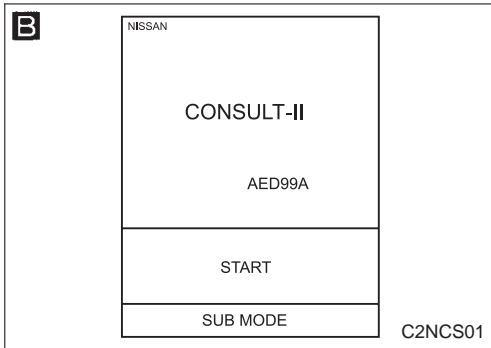 B
NISSAN
CONSULT-II
AED99A
START
SUB MODE
C2NCS01